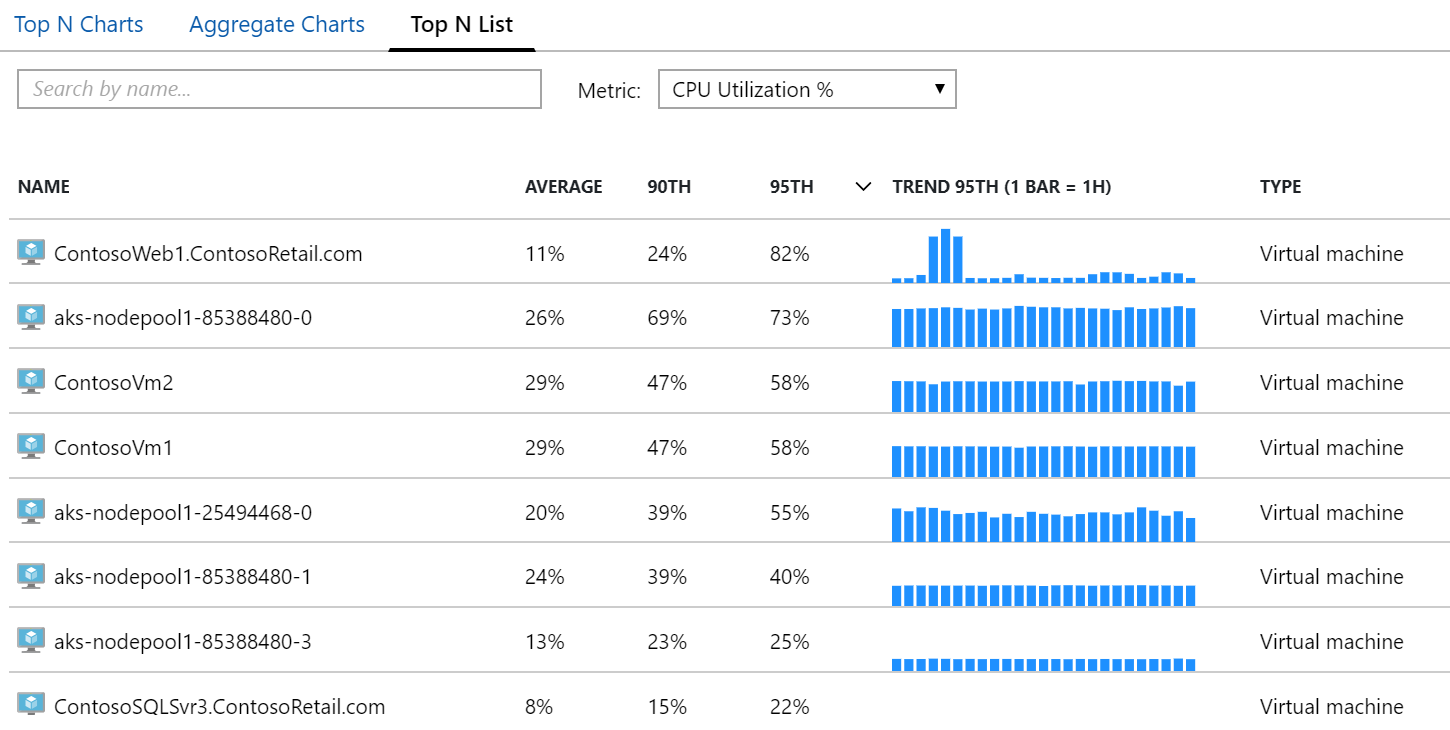 Top N Charts Aggregate Charts Top N List
Search by name... Metric: CPU Utilization %
NAME AVERAGE 90TH 95TH TREND 95TH (1 BAR = 1H) TYPE
ContosoWeb1.ContosoRetail.com 11% 24% 82% Virtual machine
aks-nodepool1-85388480-0 26% 69% 73% Virtual machine
ContosoVm2 29% 47% 58% Virtual machine
ContosoVm1 29% 47% 58% Virtual machine
aks-nodepool1-25494468-0 20% 39% 55% Virtual machine
aks-nodepool1-85388480-1 24% 39% 40% Virtual machine
aks-nodepool1-85388480-3 13% 23% 25% Virtual machine
ContosoSQLSvr3.ContosoRetail.com 8% 15% 22% Virtual machine